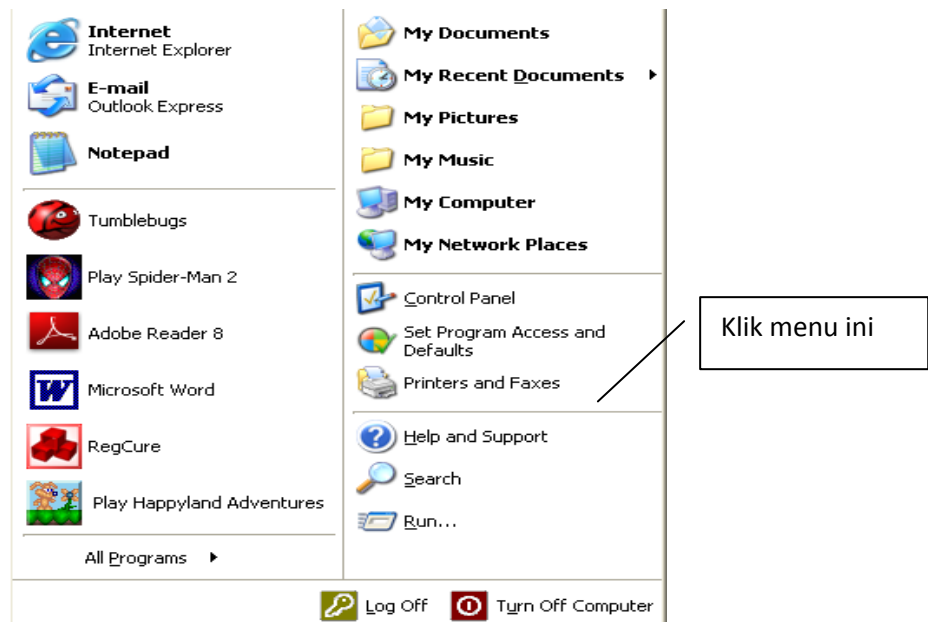 Internet
Internet Explorer
E-mail
Outlook Express
Notepad
Tumblebugs
Play Spider-Man 2
Adobe Reader 8
Microsoft Word
RegCure
Play Happyland Adventures
All Programs
My Documents
My Recent Documents
My Pictures
My Music
My Computer
My Network Places
Control Panel
Set Program Access and
Defaults
Printers and Faxes
Help and Support
Search
Run...
Log Off
Turn Off Computer
Klik menu ini